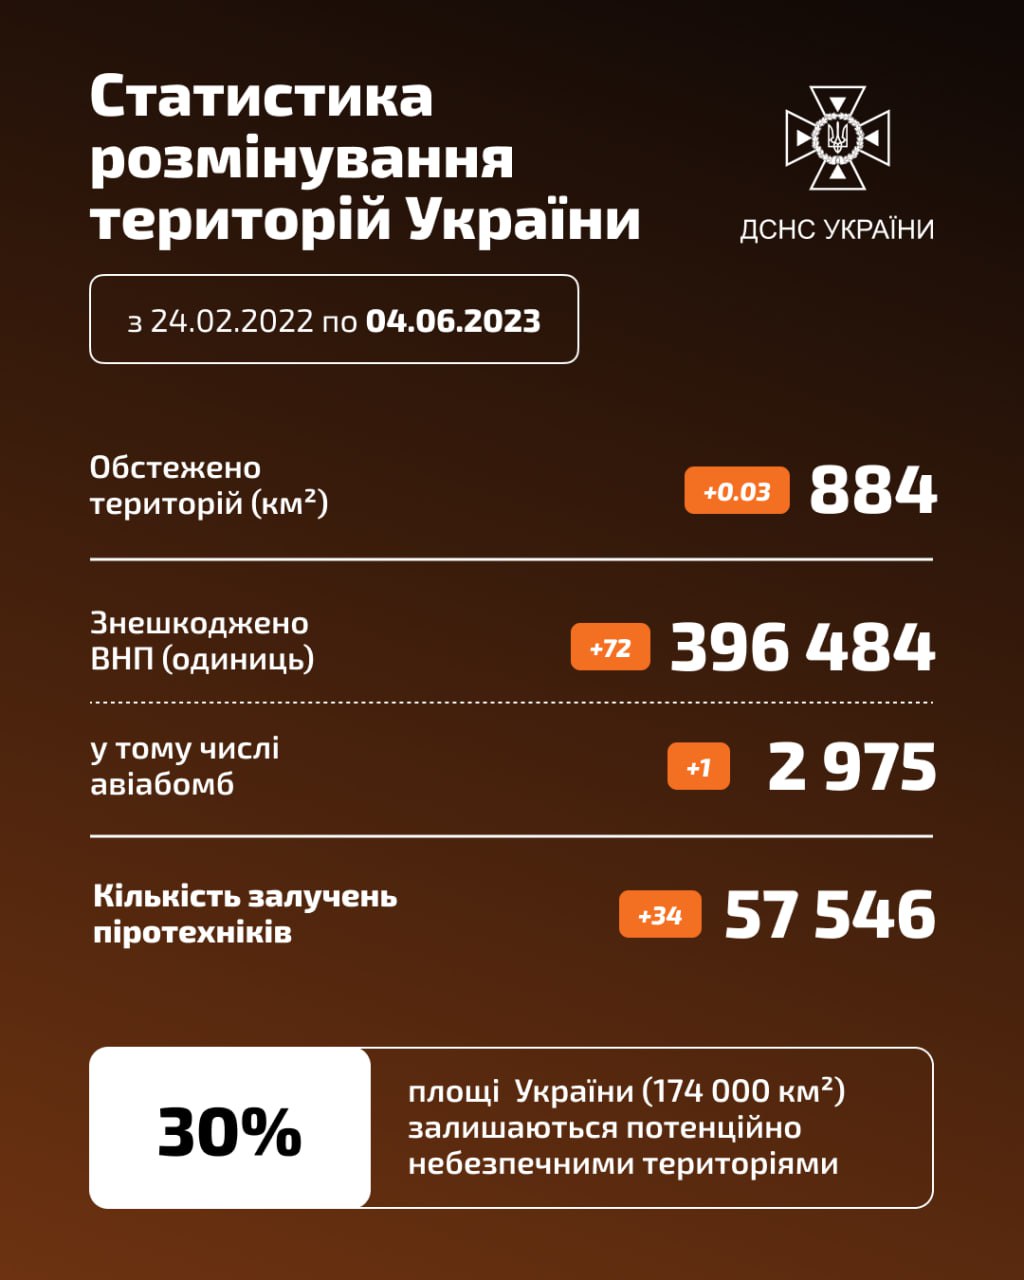 Статистика
розмінування
територій України
ДСНС УКРАЇНИ
з 24.02.2022 по 04.06.2023
Обстежено
територій (км²)
+0.03 884
Знешкоджено
ВНП (одиниць)
+72 396 484
у тому числі
авіабомб
+1 2 975
Кількість залучень
піротехніків
+34 57 546
30%
площі України (174 000 км²)
залишаються потенційно
небезпечними територіями